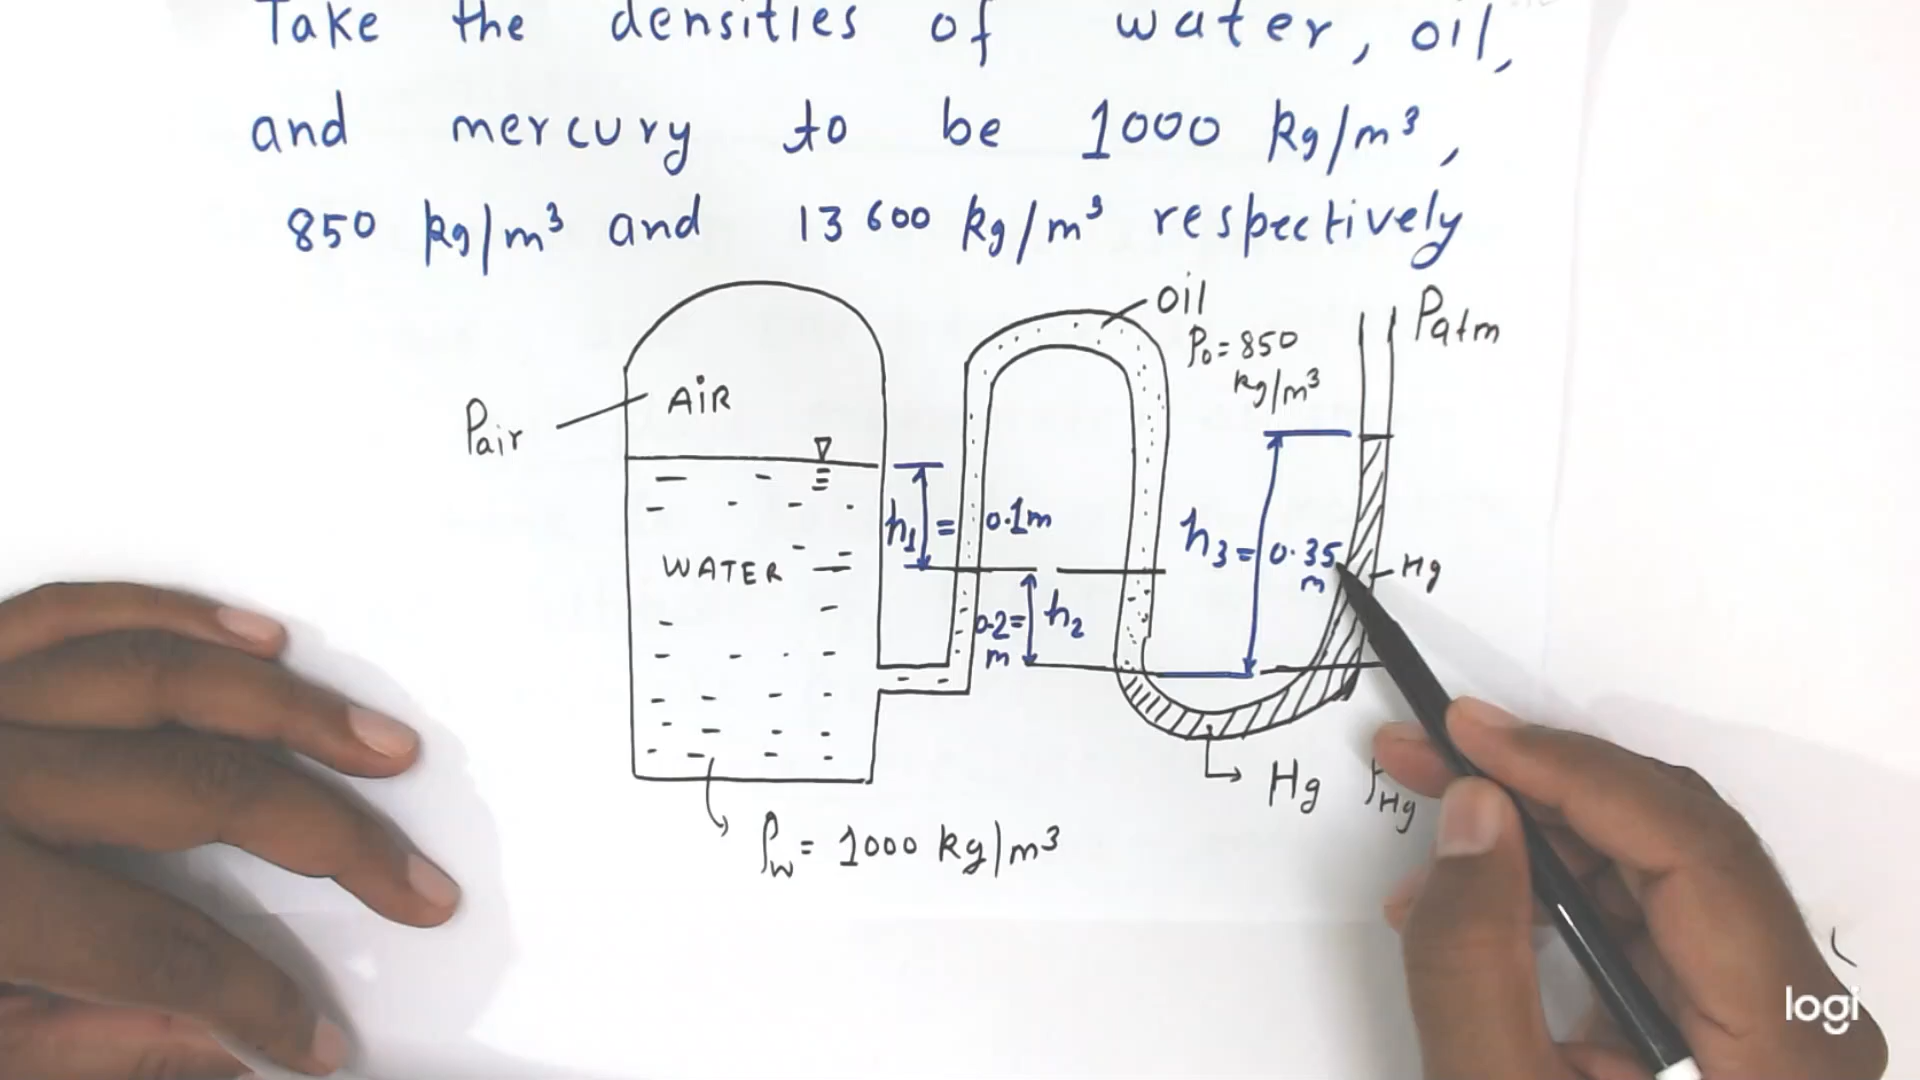 Take the densities of water, oil,
and mercury to be 1000 kg/m³,
850 kg/m³ and 13600 kg/m³ respectively
oil
ρo = 850
kg/m³
Patm
Pair
AIR
h₁ = 0.1m
WATER
h₃ = 0.35
m
Hg
0.2 = h₂
m
Hg ρHg
ρw = 1000 kg/m³
logi